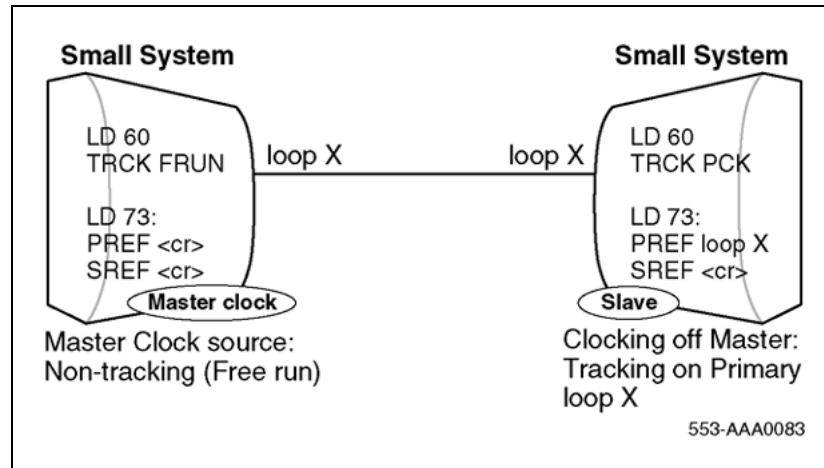 Small System
LD 60
TRCK FRUN
LD 73:
PREF <cr>
SREF <cr>
Master clock
Master Clock source:
Non-tracking (Free run)
loop X
loop X
Small System
LD 60
TRCK PCK
LD 73:
PREF loop X
SREF <cr>
Slave
Clocking off Master:
Tracking on Primary
loop X
553-AAA0083